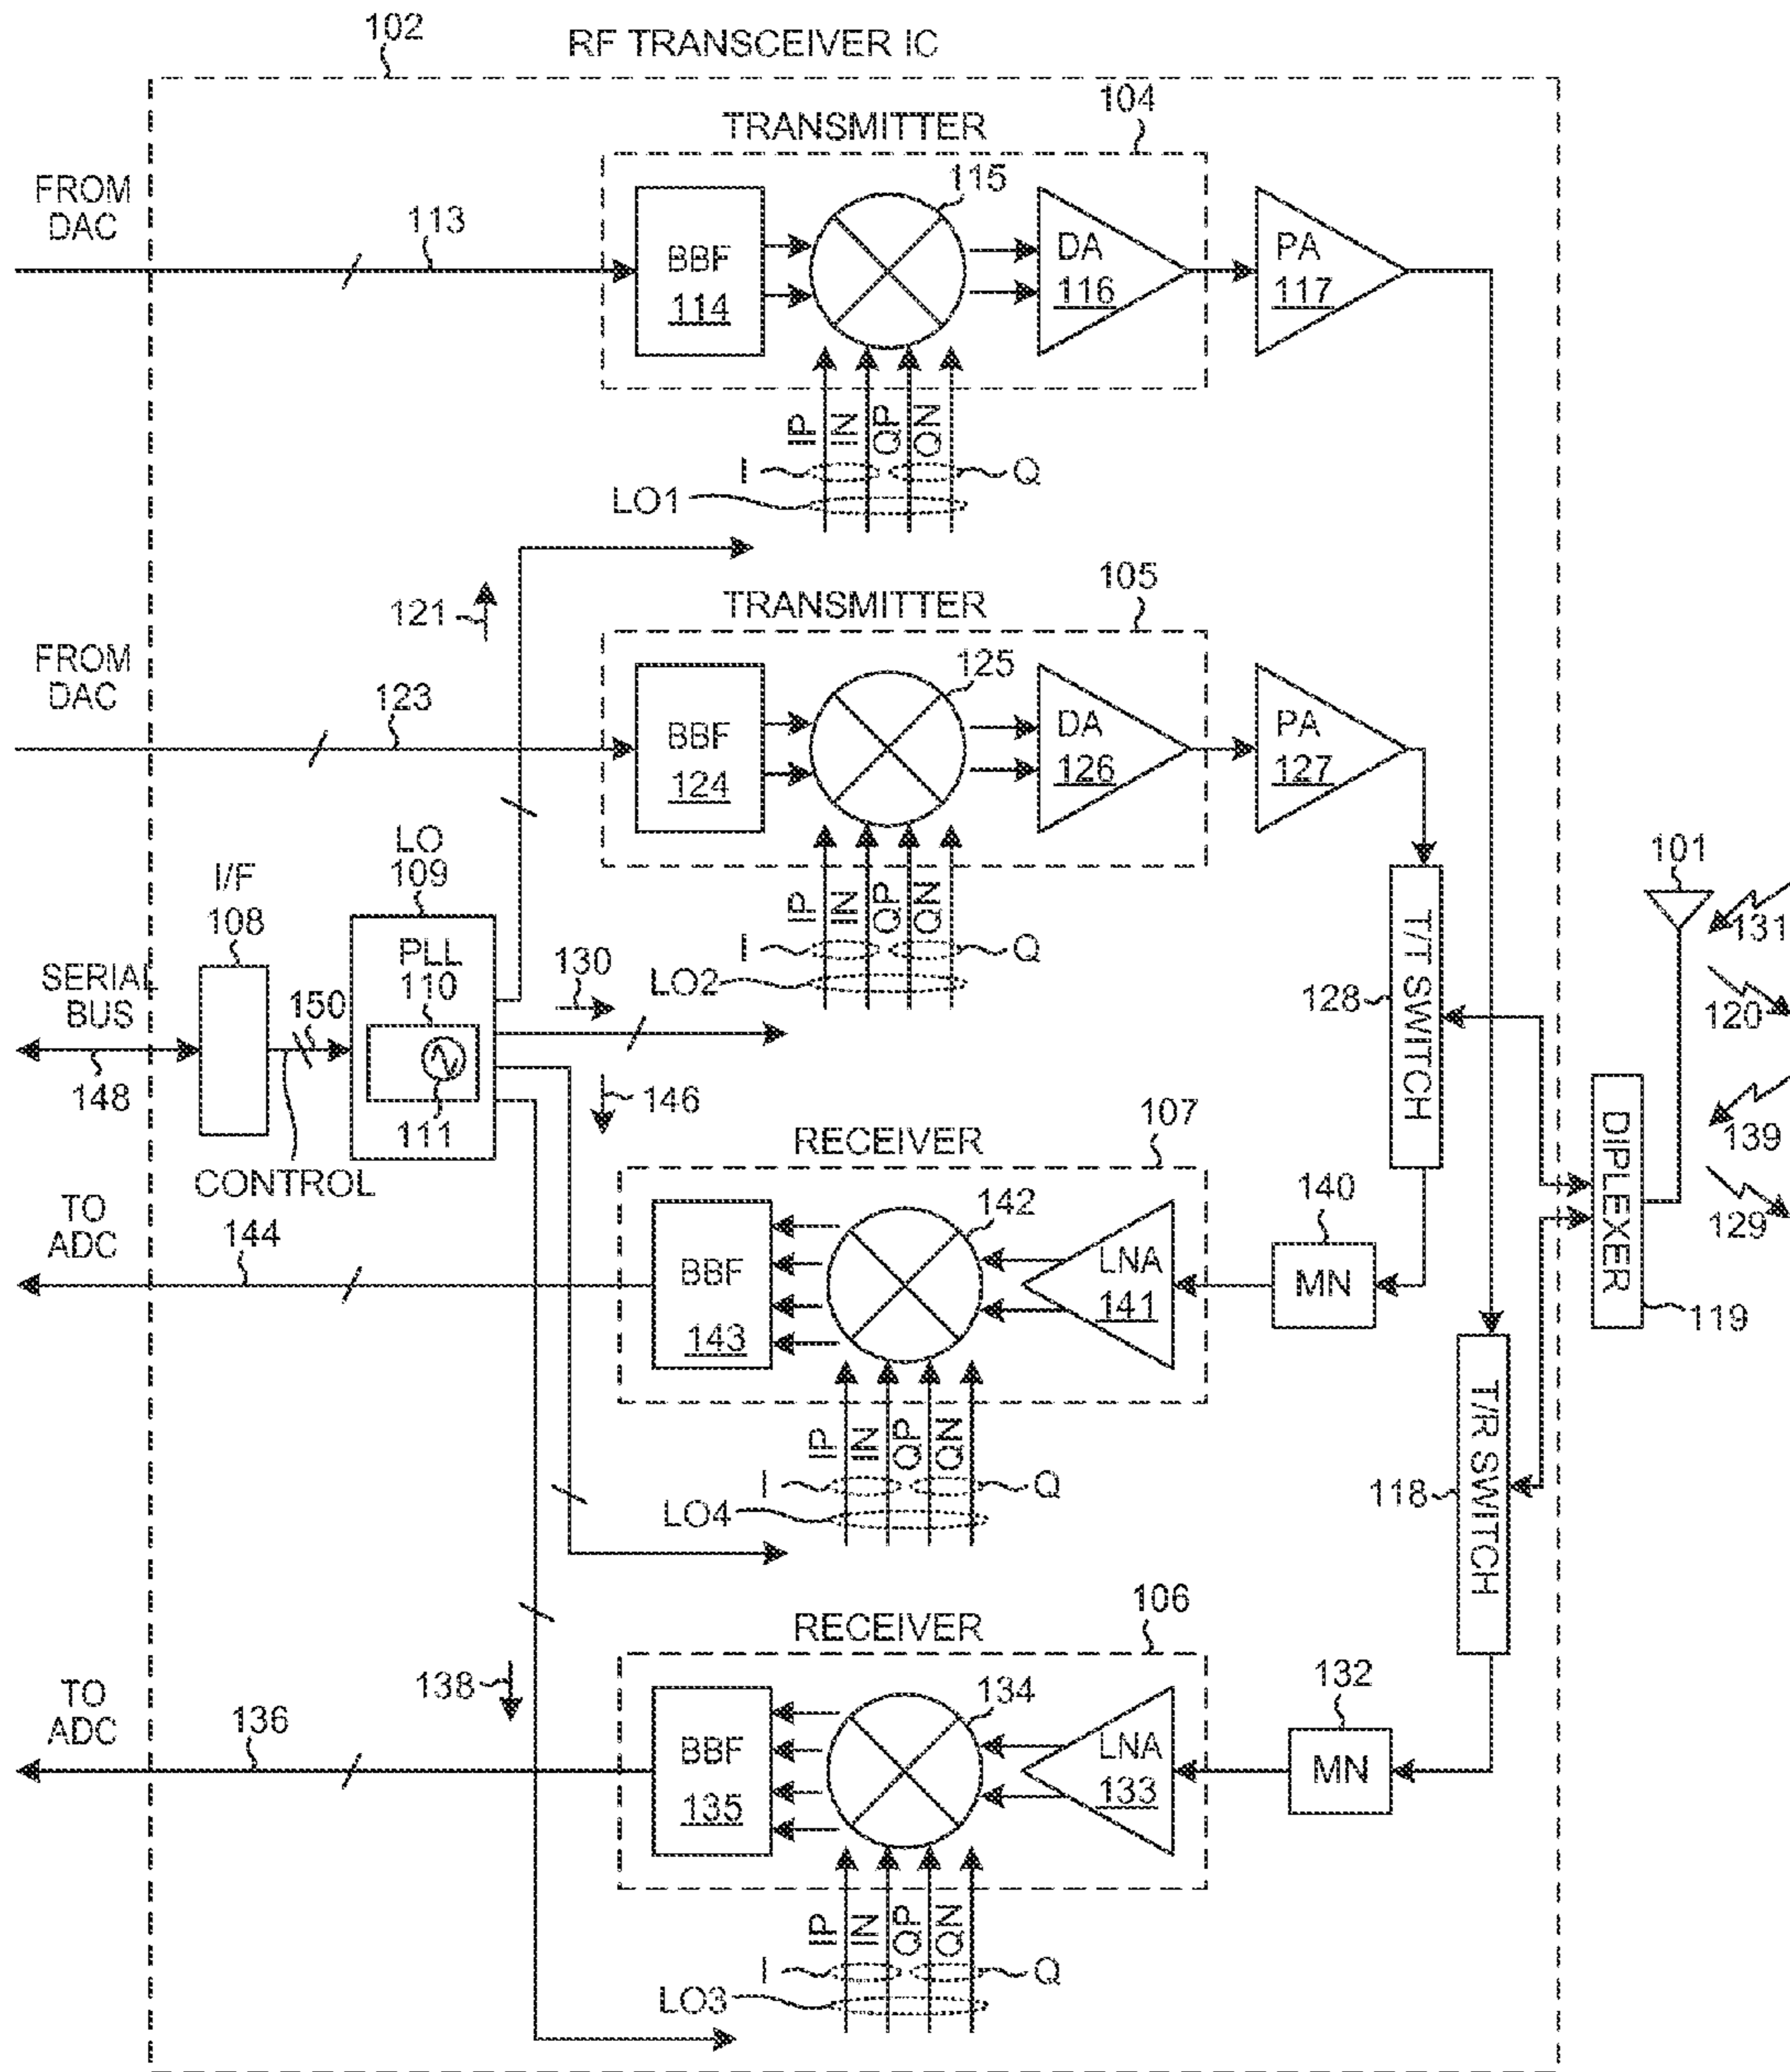 102
RF TRANSCEIVER IC
104
TRANSMITTER
115
FROM
DAC
113
BBF
114
DA
116
PA
117
IP
IN
QP
QN
I
Q
LO1
105
TRANSMITTER
121
125
FROM
DAC
123
BBF
124
DA
126
PA
127
LO
109
I/F
108
IP
IN
QP
QN
I
Q
LO2
101
131
PLL
110
130
SERIAL
BUS
150
128
T/T SWITCH
120
148
111
146
CONTROL
RECEIVER
107
139
DIPLEXER
129
TO
ADC
144
142
140
BBF
143
LNA
141
MN
119
IP
IN
QP
QN
I
Q
LO4
118
T/R SWITCH
106
RECEIVER
138
134
132
TO
ADC
136
BBF
135
LNA
133
MN
IP
IN
QP
QN
I
Q
LO3